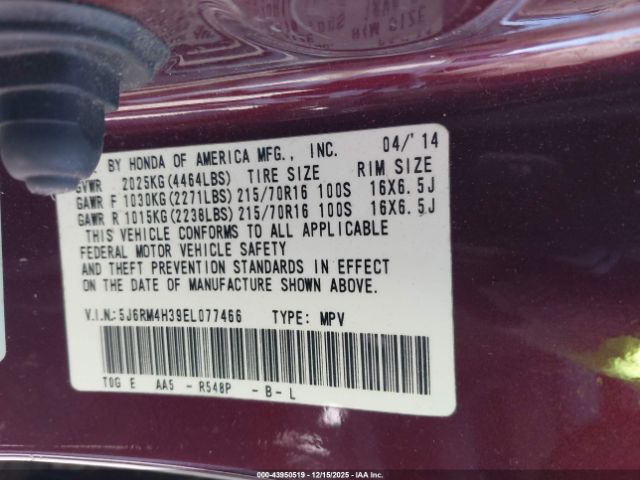 BY HONDA OF AMERICA MFG., INC. 04/'14
GVWR 2025KG(4464LBS) TIRE SIZE RIM SIZE
GAWR F 1030KG(2271LBS)215/70R16 100S 16X6.5J
GAWR R 1015KG(2238LBS)215/70R16 100S 16X6.5J
THIS VEHICLE CONFORMS TO ALL APPLICABLE
FEDERAL MOTOR VEHICLE SAFETY
AND THEFT PREVENTION STANDARDS IN EFFECT
ON THE DATE OF MANUFACTURE SHOWN ABOVE.
V.I.N.:5J6RM4H39EL077466 TYPE: MPV
TOG E AA5 - R548P - B - L
000-43950519 - 12/15/2025 - IAA Inc.